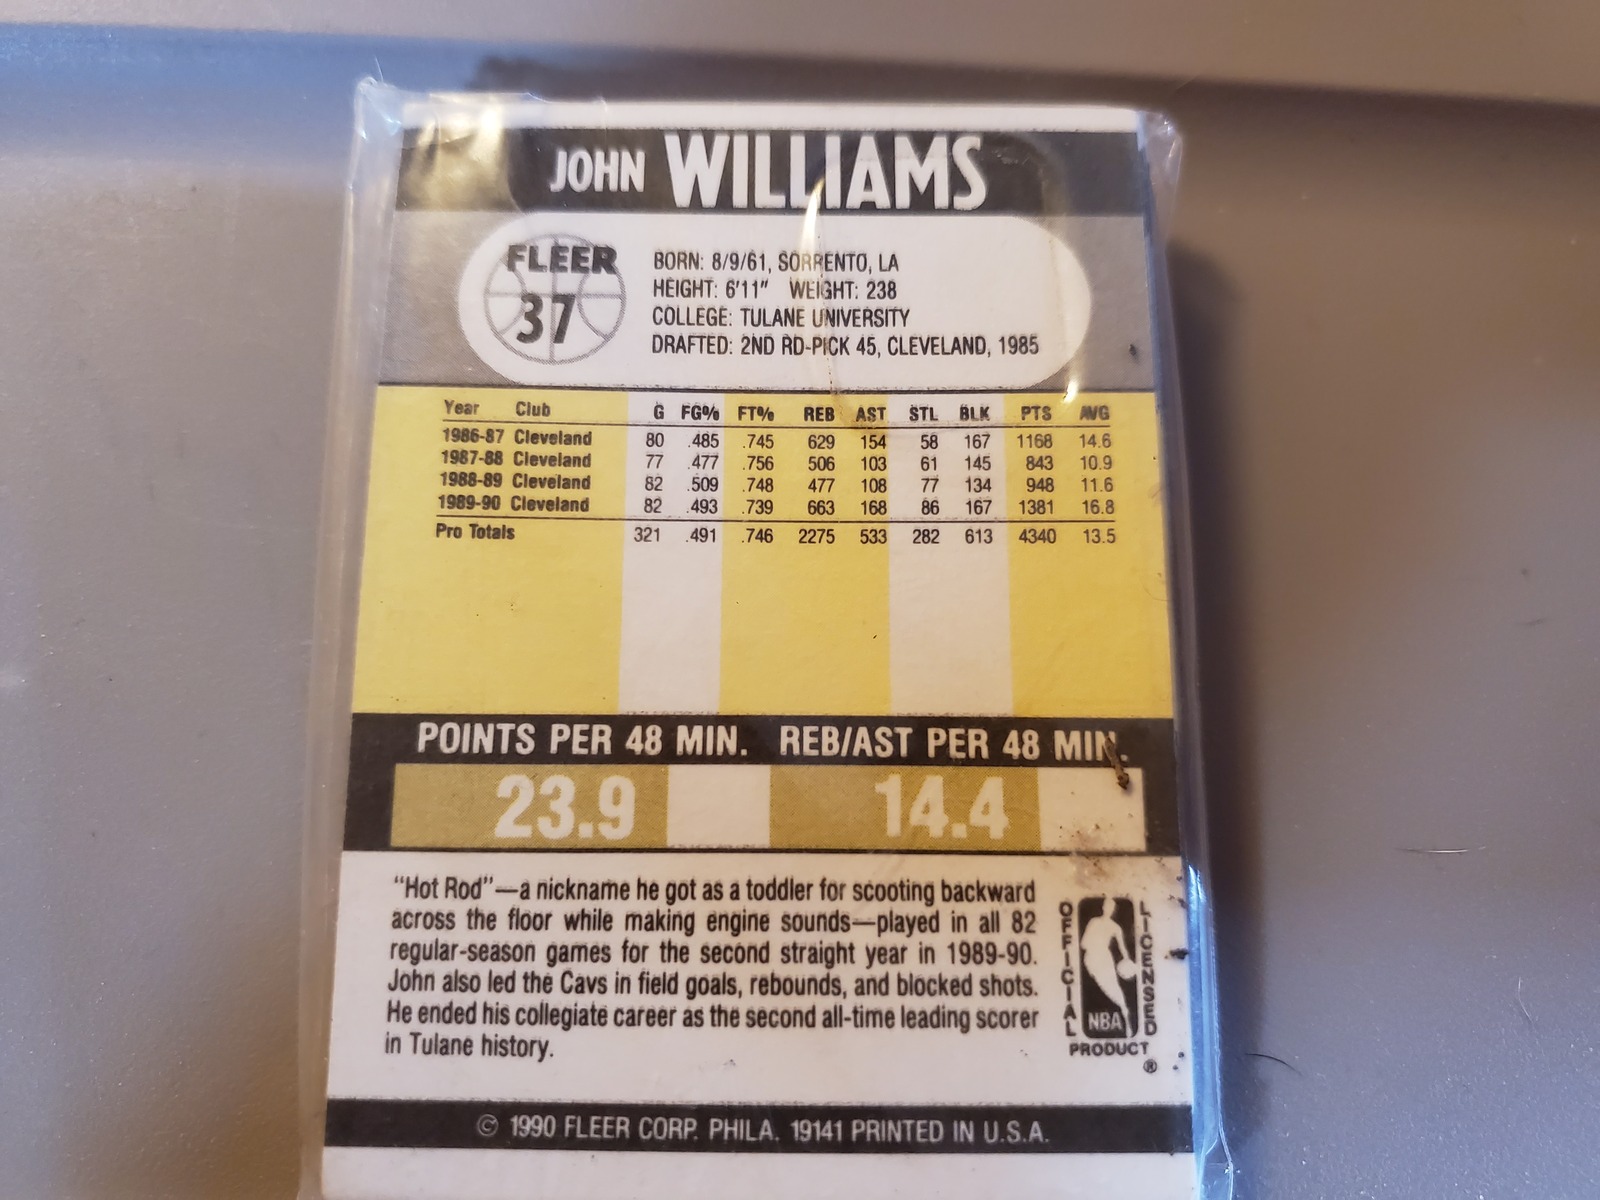 JOHN WILLIAMS
FLEER
37
BORN: 8/9/61, SORRENTO, LA
HEIGHT: 6'11" WEIGHT: 238
COLLEGE: TULANE UNIVERSITY
DRAFTED: 2ND RD-PICK 45, CLEVELAND, 1985
Year Club G FG% FT% REB AST STL BLK PTS AVG
1986-87 Cleveland 80 .485 .745 629 154 58 167 1168 14.6
1987-88 Cleveland 77 .477 .756 506 103 61 145 843 10.9
1988-89 Cleveland 82 .509 .748 477 108 77 134 948 11.6
1989-90 Cleveland 82 .493 .739 663 168 86 167 1381 16.8
Pro Totals 321 .491 .746 2275 533 282 613 4340 13.5
POINTS PER 48 MIN. REB/AST PER 48 MIN.
23.9 14.4
“Hot Rod”—a nickname he got as a toddler for scooting backward
across the floor while making engine sounds—played in all 82
regular-season games for the second straight year in 1989-90.
John also led the Cavs in field goals, rebounds, and blocked shots.
He ended his collegiate career as the second all-time leading scorer
in Tulane history.
OFFICIAL LICENSED
NBA
PRODUCT
®
© 1990 FLEER CORP. PHILA. 19141 PRINTED IN U.S.A.